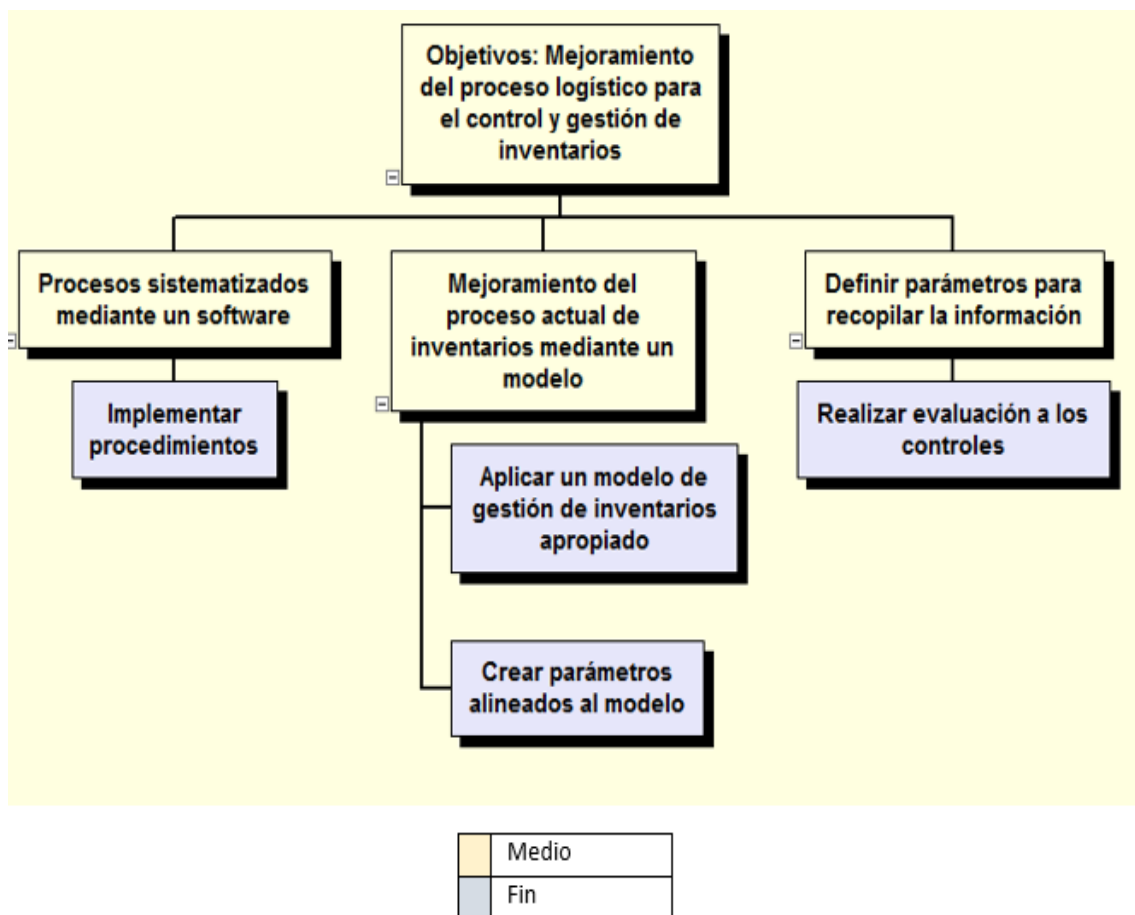 Objetivos: Mejoramiento
del proceso logístico para
el control y gestión de
inventarios
Procesos sistematizados
mediante un software
Mejoramiento del
proceso actual de
inventarios mediante un
modelo
Definir parámetros para
recopilar la información
Implementar
procedimientos
Realizar evaluación a los
controles
Aplicar un modelo de
gestión de inventarios
apropiado
Crear parámetros
alineados al modelo
Medio
Fin